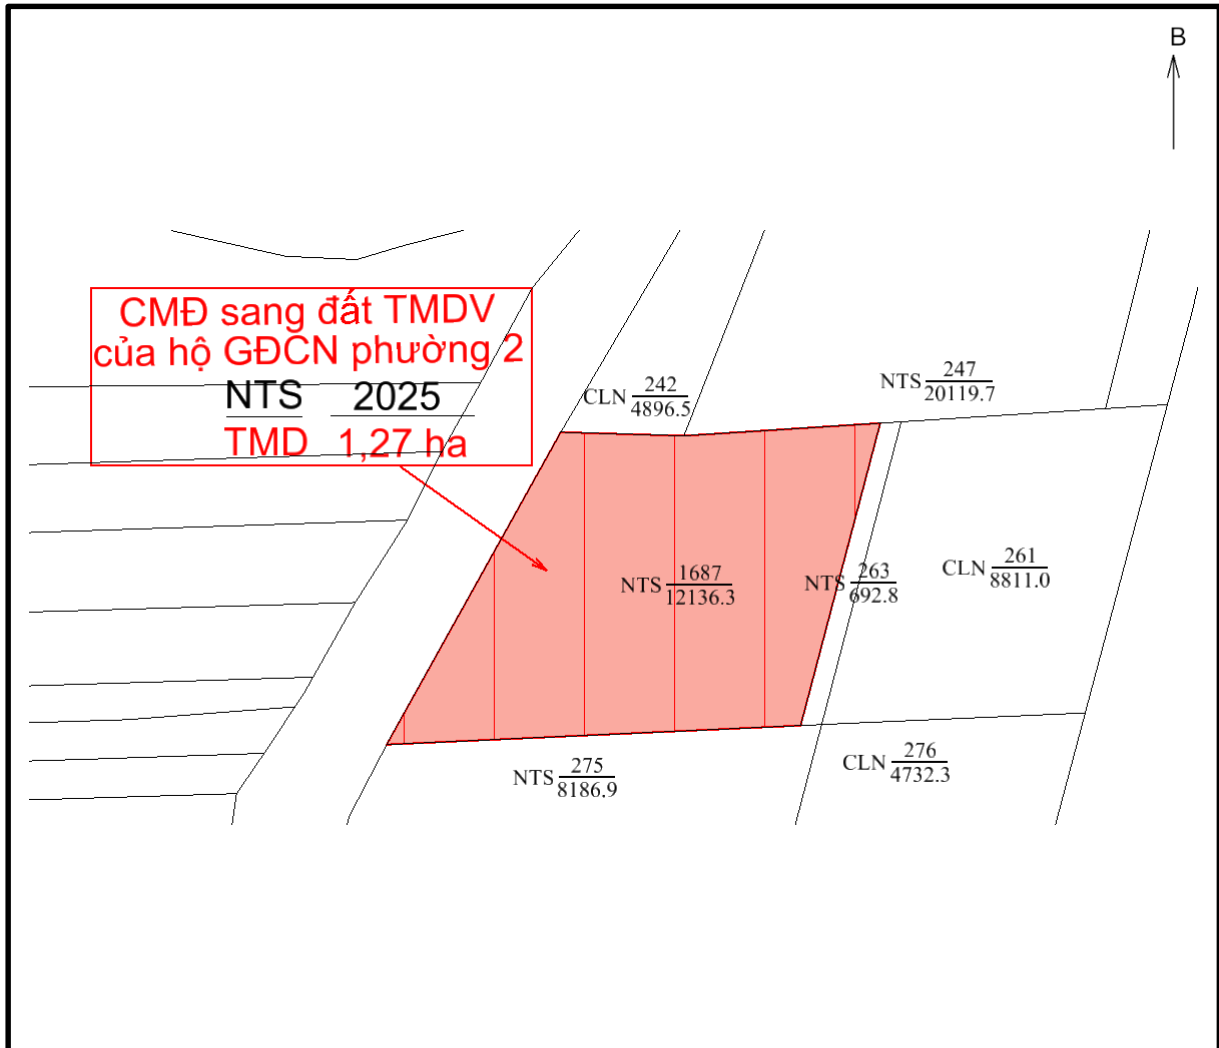 B
CMĐ sang đất TMDV
của hộ GĐCN phường 2
NTS 2025
TMD 1,27 ha
CLN 242
4896.5
NTS 247
20119.7
NTS 1687
12136.3
NTS 263
692.8
CLN 261
8811.0
NTS 275
8186.9
CLN 276
4732.3